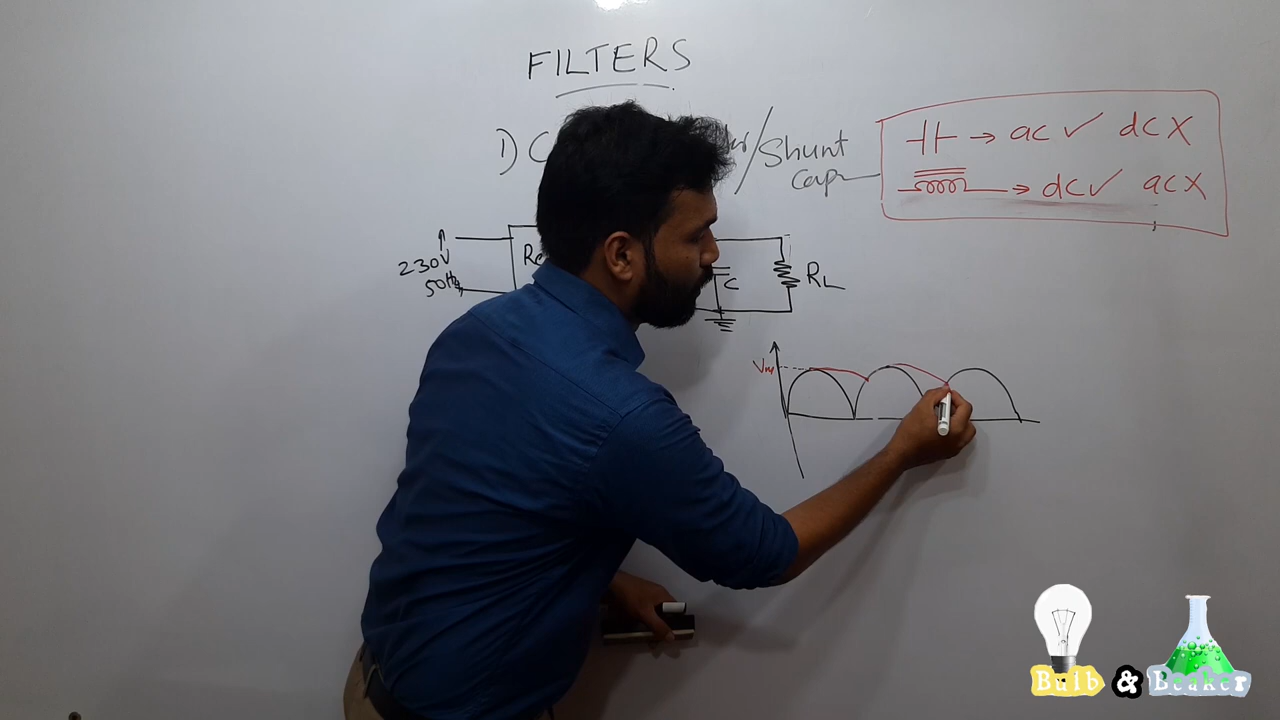 FILTERS
1) C
/Shunt
cap
ac ✓ dc X
dc ✓ ac X
230V
50Hz
Re
C
RL
Vm
Bulb & Beaker